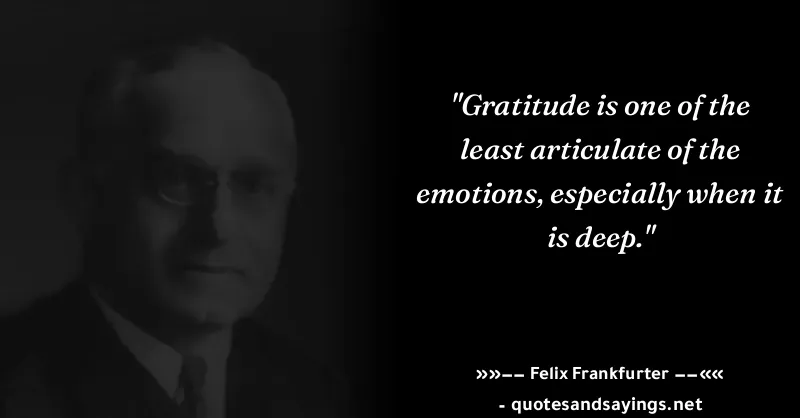 "Gratitude is one of the
least articulate of the
emotions, especially when it
is deep."
»»—— Felix Frankfurter ——««
- quotesandsayings.net